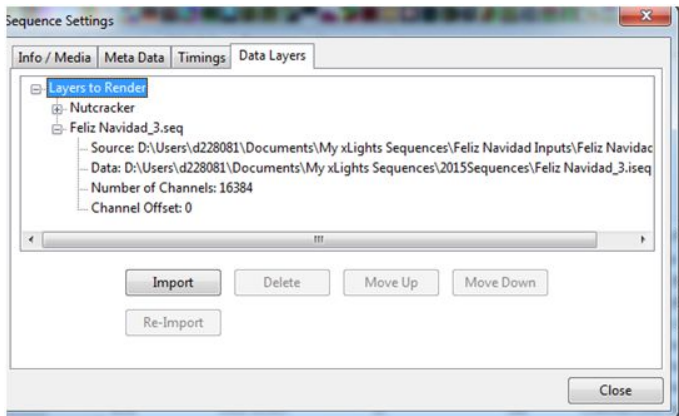 Sequence Settings
Info / Media Meta Data Timings Data Layers
Layers to Render
Nutcracker
Feliz Navidad_3.seq
Source: D:\Users\d228081\Documents\My xLights Sequences\Feliz Navidad Inputs\Feliz Navidac
Data: D:\Users\d228081\Documents\My xLights Sequences\2015Sequences\Feliz Navidad_3.iseq
Number of Channels: 16384
Channel Offset: 0
Import Delete Move Up Move Down
Re-Import
Close